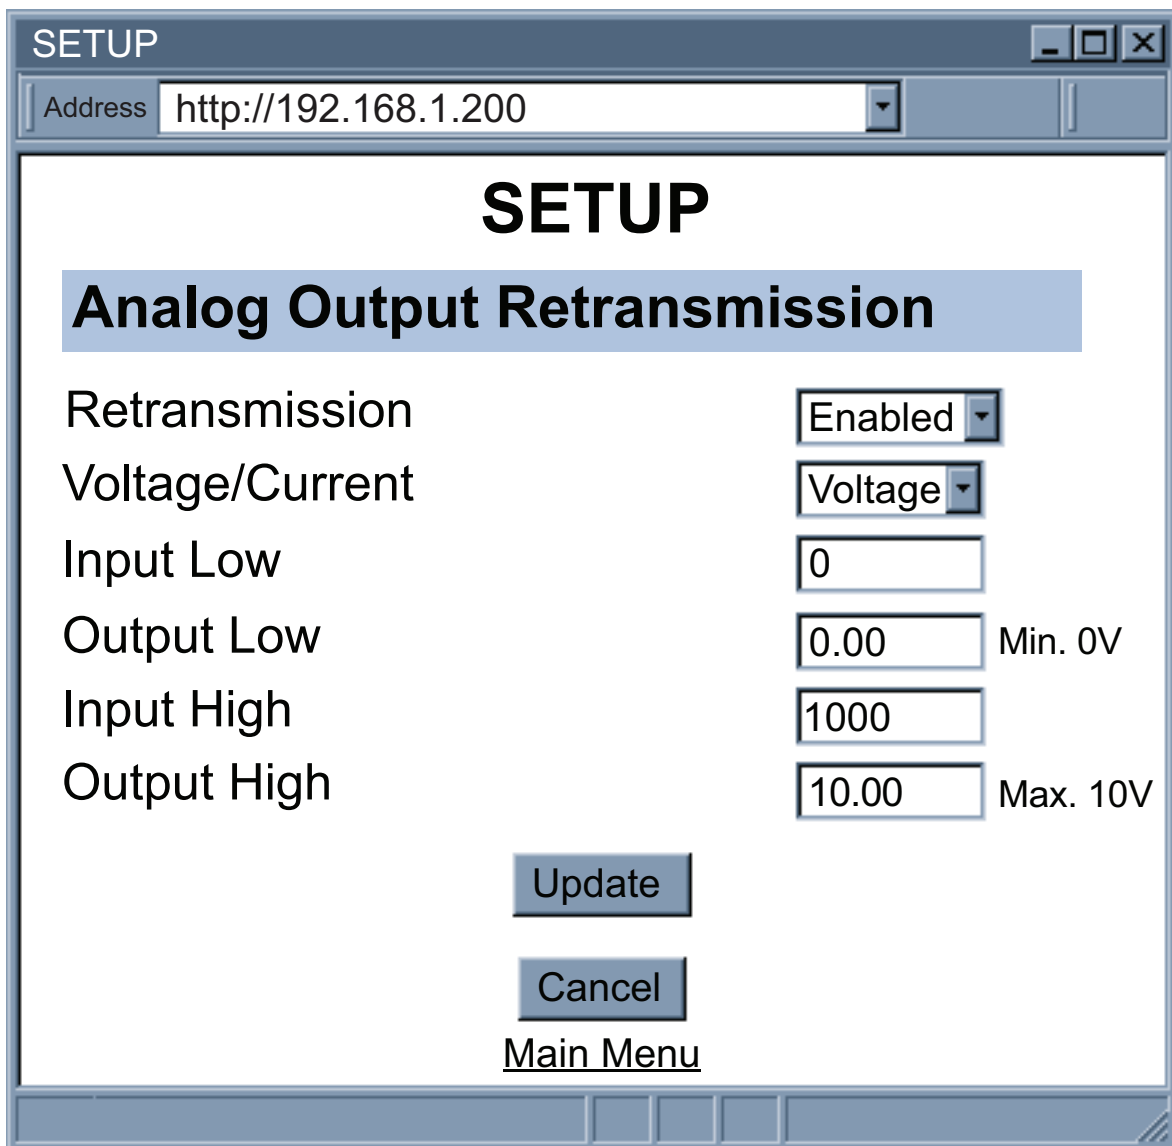 SETUP
Address http://192.168.1.200
SETUP
Analog Output Retransmission
Retransmission Enabled
Voltage/Current Voltage
Input Low 0
Output Low 0.00 Min. 0V
Input High 1000
Output High 10.00 Max. 10V
Update
Cancel
Main Menu